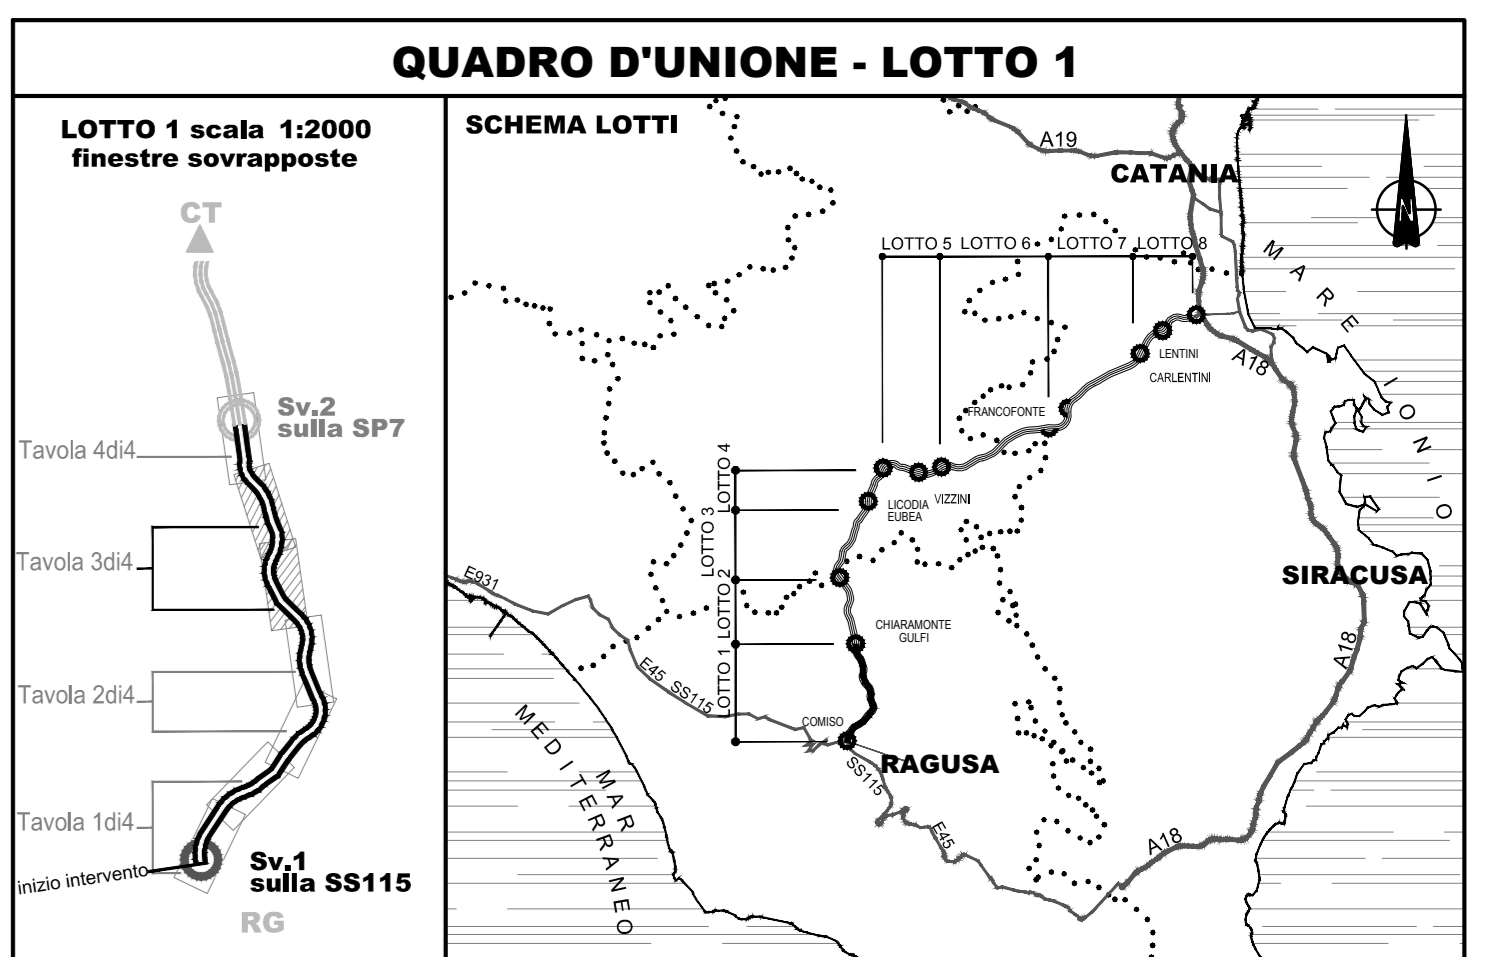 QUADRO D'UNIONE - LOTTO 1
LOTTO 1 scala 1:2000
finestre sovrapposte
CT
Sv.2
sulla SP7
Tavola 4di4
Tavola 3di4
Tavola 2di4
Tavola 1di4
inizio intervento
Sv.1
sulla SS115
RG
SCHEMA LOTTI
A19
CATANIA
N
LOTTO 5
LOTTO 6
LOTTO 7
LOTTO 8
MARE
IONIO
LENTINI
CARLENTINI
A18
FRANCOFONTE
LOTTO 4
LOTTO 3
LOTTO 2
LOTTO 1
VIZZINI
LICODIA
EUBEA
E931
SIRACUSA
CHIARAMONTE
GULFI
A18
E45
SS115
COMISO
RAGUSA
SS115
E45
A18
MAR
MEDITERRANEO